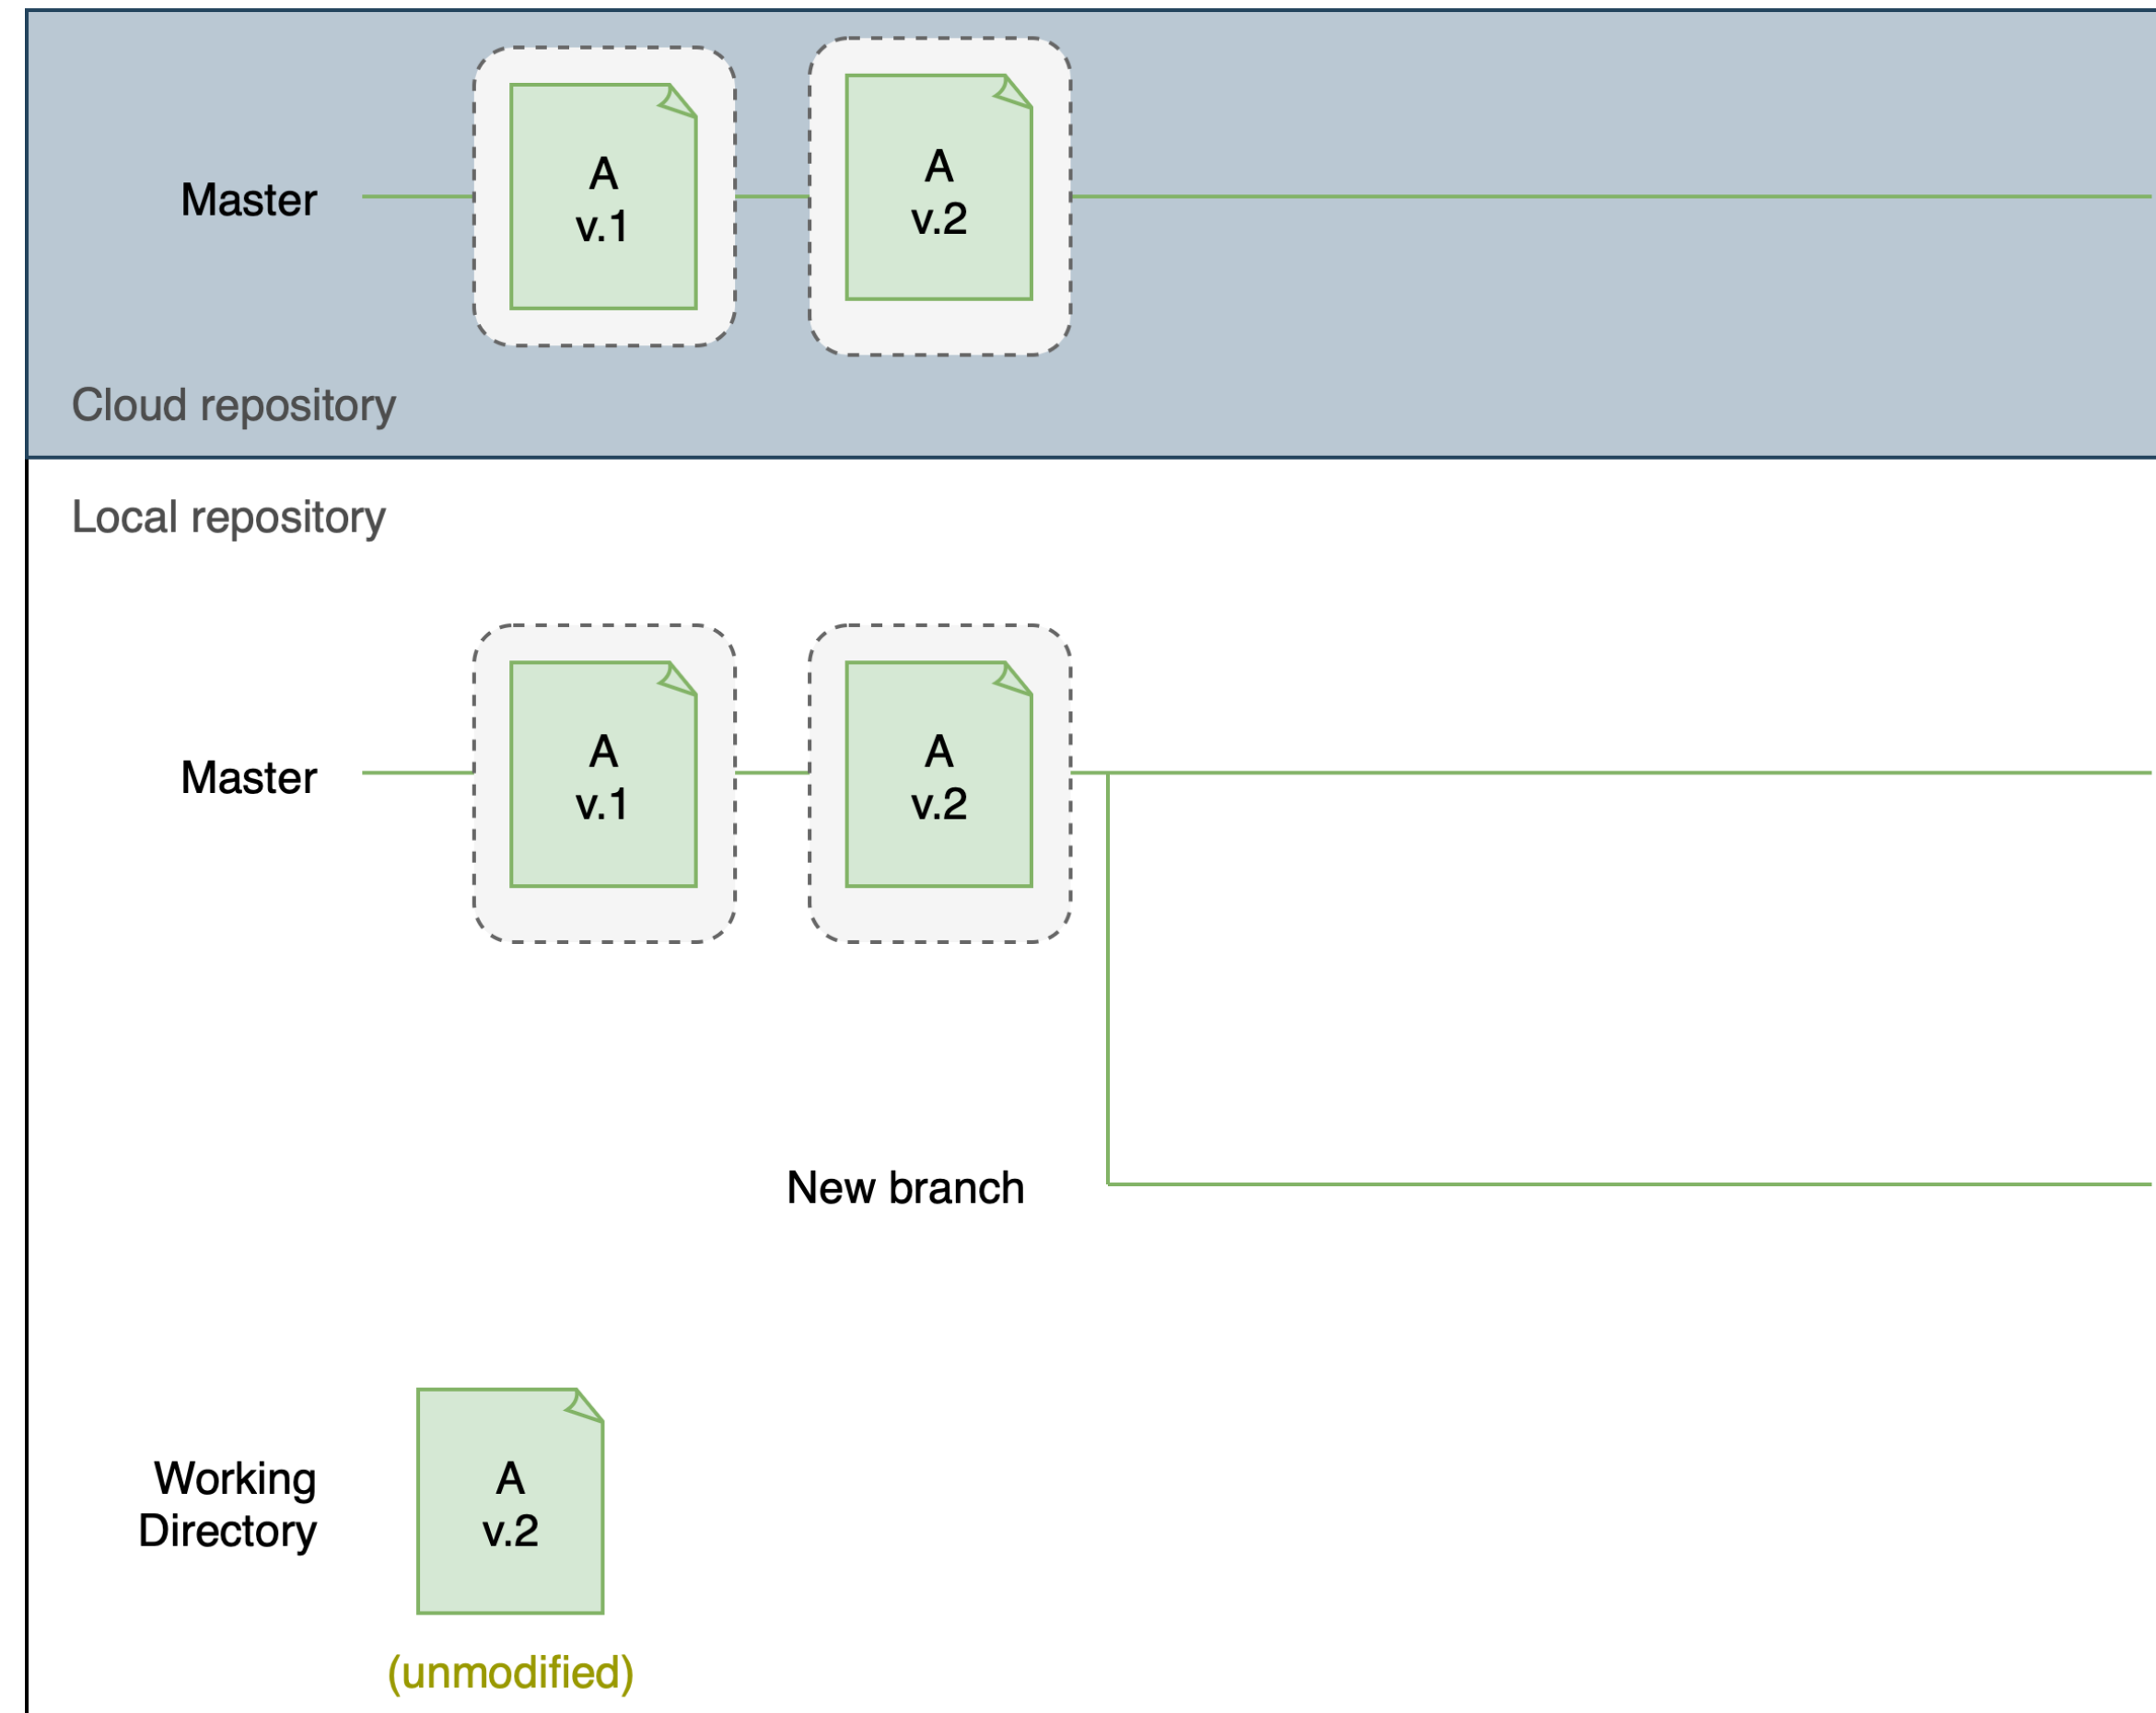 A
v.1
A
v.2
Master
Cloud repository
Local repository
A
v.1
A
v.2
Master
New branch
Working
Directory
A
v.2
(unmodified)